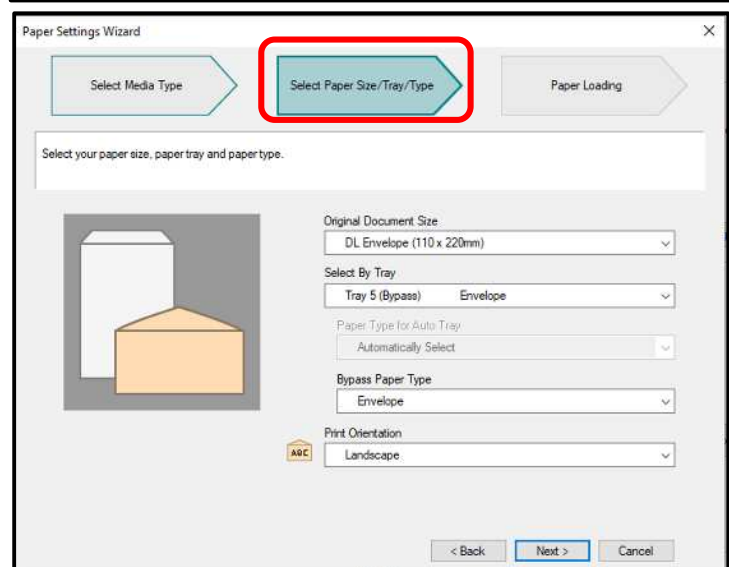 Paper Settings Wizard
Select Media Type
Select Paper Size/Tray/Type
Paper Loading
Select your paper size, paper tray and paper type.
Original Document Size
DL Envelope (110 x 220mm)
Select By Tray
Tray 5 (Bypass) Envelope
Paper Type for Auto Tray
Automatically Select
Bypass Paper Type
Envelope
Print Orientation
ABC
Landscape
< Back
Next >
Cancel